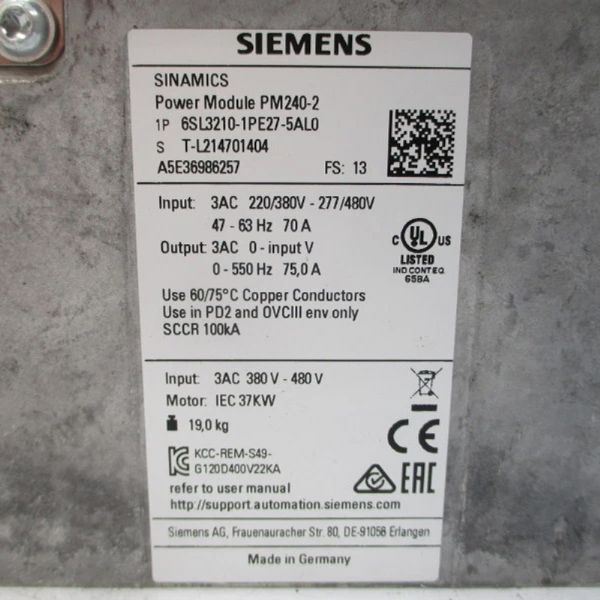 SIEMENS
SINAMICS
Power Module PM240-2
1P 6SL3210-1PE27-5AL0
S T-L214701404
A5E36986257 FS: 13
Input: 3AC 220/380V - 277/480V
47 - 63 Hz 70 A
Output: 3AC 0 - input V
0 - 550 Hz 75,0 A
Use 60/75°C Copper Conductors
Use in PD2 and OVCIII env only
SCCR 100kA
C UL US
LISTED
IND CONT EQ
65BA
Input: 3AC 380 V - 480 V
Motor: IEC 37KW
19,0 kg
KCC-REM-S49-
G120D400V22KA
refer to user manual
http://support.automation.siemens.com
CE
EAC
Siemens AG, Frauenauracher Str. 80, DE-91056 Erlangen
Made in Germany